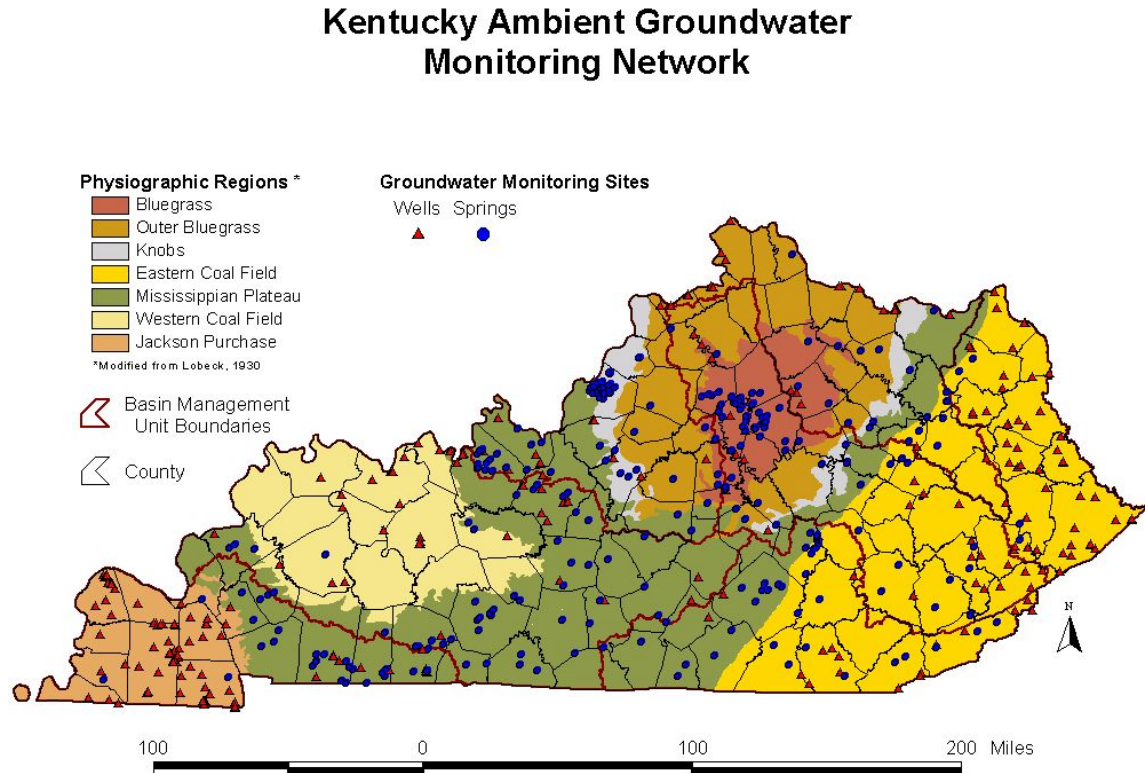 Kentucky Ambient Groundwater
Monitoring Network
Physiographic Regions *
Bluegrass
Outer Bluegrass
Knobs
Eastern Coal Field
Mississippian Plateau
Western Coal Field
Jackson Purchase
*Modified from Lobeck, 1930
Basin Management
Unit Boundaries
County
Groundwater Monitoring Sites
Wells Springs
N
100 0 100 200 Miles